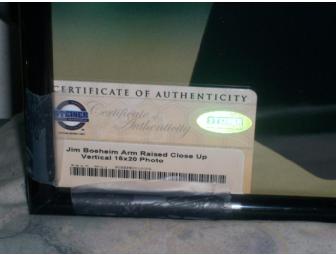 CERTIFICATE OF AUTHENTICITY
STEINER
Certificate of
Authenticity
STEINER
Jim Boeheim Arm Raised Close Up
Vertical 16x20 Photo